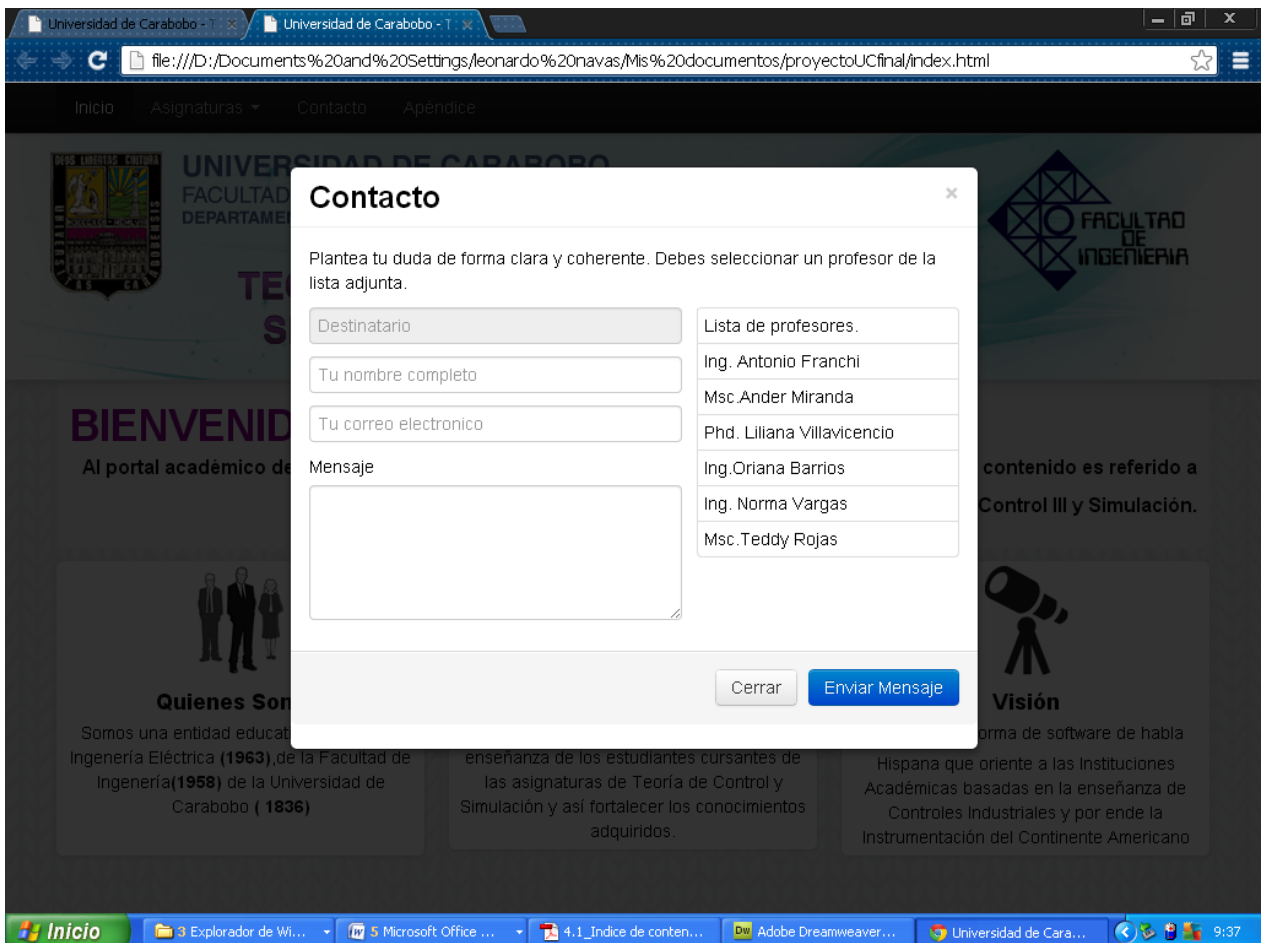 Universidad de Carabobo - T
Universidad de Carabobo - T
file:///D:/Documents%20and%20Settings/leonardo%20navas/Mis%20documentos/proyectoUCfinal/index.html
Inicio Asignaturas Contacto Apéndice
DEUS LIBERTAS CULTURA
UNIVERSIDAD DE CARABOBO
FACULTAD
FACULTAD
DE
INGENIERIA
Contacto
×
Plantea tu duda de forma clara y coherente. Debes seleccionar un profesor de la
lista adjunta.
Destinatario
Tu nombre completo
Tu correo electronico
Mensaje
Lista de profesores.
Ing. Antonio Franchi
Msc.Ander Miranda
Phd. Liliana Villavicencio
Ing.Oriana Barrios
Ing. Norma Vargas
Msc.Teddy Rojas
Cerrar
Enviar Mensaje
Al portal académico de
contenido es referido a
Control III y Simulación.
Quienes
Somos una entidad
Ingenería Eléctrica (1963),de la Facultad de
Ingenería(1958) de la Universidad de
Carabobo ( 1836)
enseñanza de los estudiantes cursantes de
las asignaturas de Teoría de Control y
Simulación y así fortalecer los conocimientos
adquiridos.
Visión
de software de habla
Hispana que oriente a las Instituciones
Académicas basadas en la enseñanza de
Controles Industriales y por ende la
Instrumentación del Continente Americano
Inicio
3 Explorador de Wi...
5 Microsoft Office ...
4.1_Indice de conten...
Adobe Dreamweaver...
Universidad de Cara...
9:37